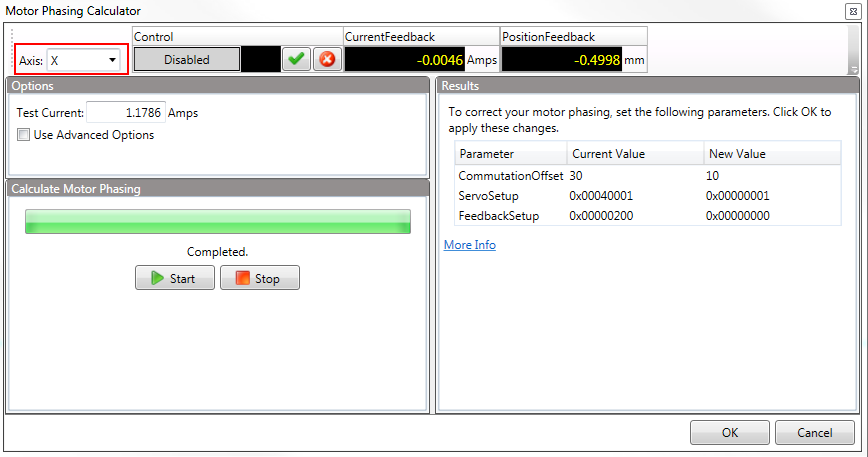 Motor Phasing Calculator
Axis: X
Control
Disabled
CurrentFeedback
-0.0046 Amps
PositionFeedback
-0.4998 mm
Options
Test Current: 1.1786 Amps
Use Advanced Options
Calculate Motor Phasing
Completed.
Start Stop
Results
To correct your motor phasing, set the following parameters. Click OK to
apply these changes.
Parameter Current Value New Value
CommutationOffset 30 10
ServoSetup 0x00040001 0x00000001
FeedbackSetup 0x00000200 0x00000000
More Info
OK Cancel